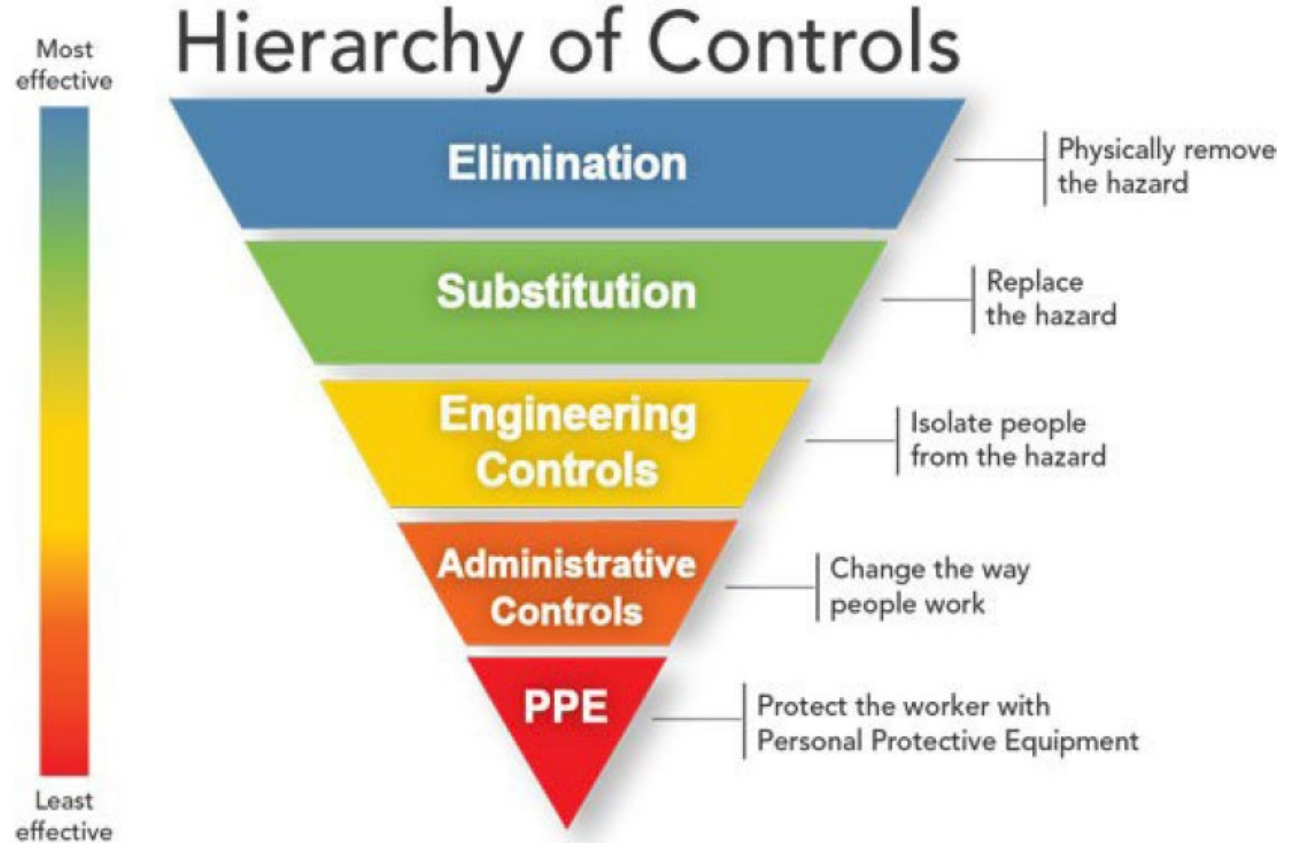 Hierarchy of Controls
Most
effective
Elimination
Physically remove
the hazard
Substitution
Replace
the hazard
Engineering
Controls
Isolate people
from the hazard
Administrative
Controls
Change the way
people work
PPE
Protect the worker with
Personal Protective Equipment
Least
effective